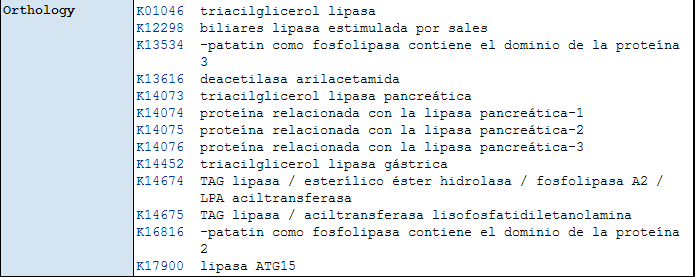 Orthology
K01046 triacilglicerol lipasa
K12298 biliares lipasa estimulada por sales
K13534 -patatin como fosfolipasa contiene el dominio de la proteína
3
K13616 deacetilasa arilacetamida
K14073 triacilglicerol lipasa pancreática
K14074 proteína relacionada con la lipasa pancreática-1
K14075 proteína relacionada con la lipasa pancreática-2
K14076 proteína relacionada con la lipasa pancreática-3
K14452 triacilglicerol lipasa gástrica
K14674 TAG lipasa / esterílico éster hidrolasa / fosfolipasa A2 /
LPA aciltransferasa
K14675 TAG lipasa / aciltransferasa lisofosfatidiletanolamina
K16816 -patatin como fosfolipasa contiene el dominio de la proteína
2
K17900 lipasa ATG15